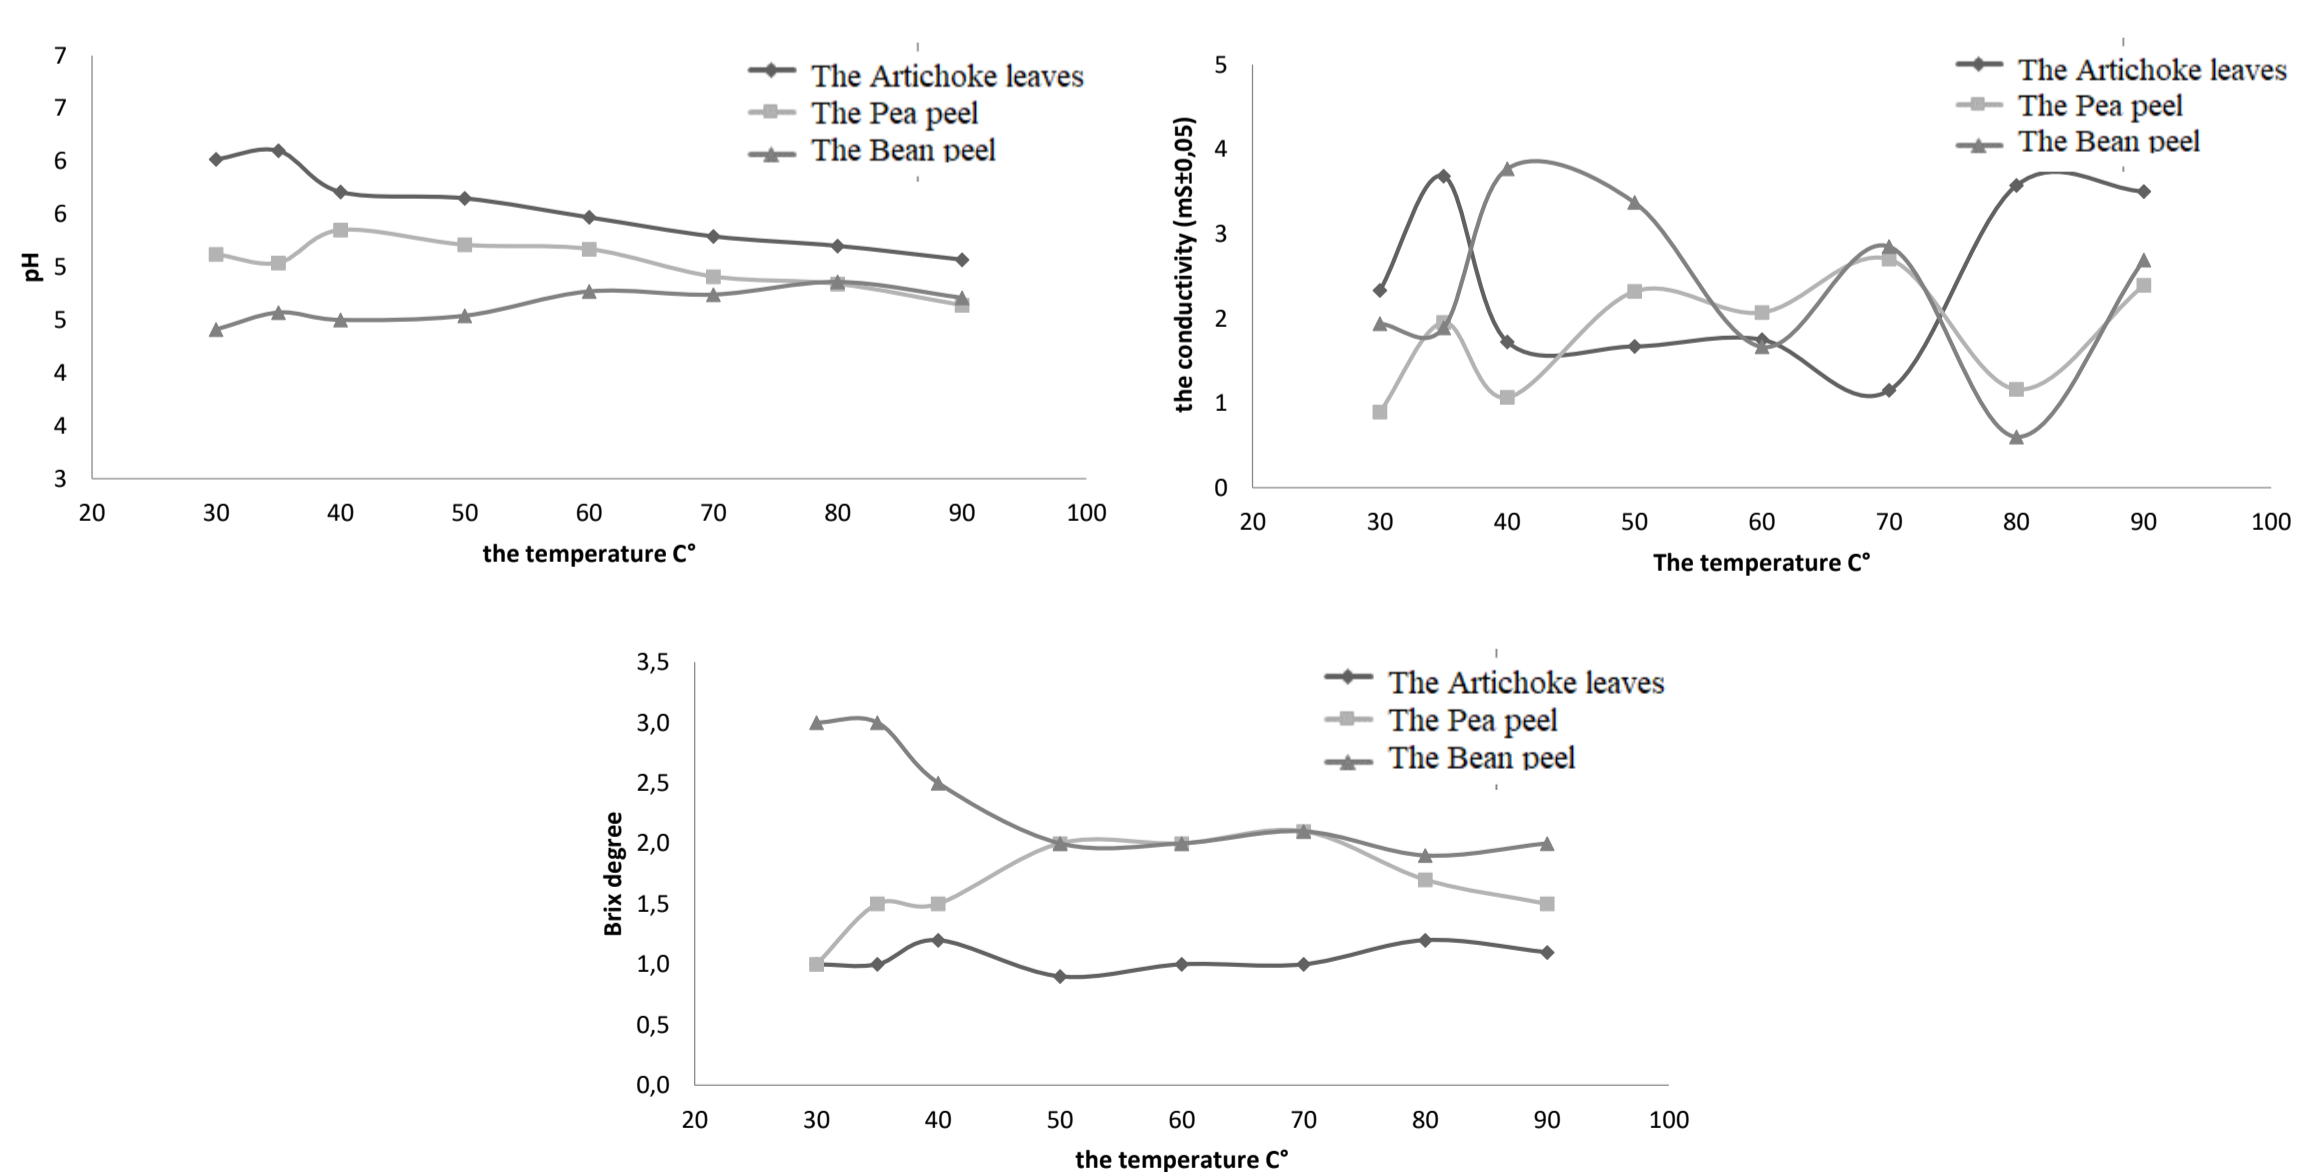 7
7
6
6
5
5
4
4
3
pH
20 30 40 50 60 70 80 90 100
the temperature C°
The Artichoke leaves
The Pea peel
The Bean peel
5
4
3
2
1
0
the conductivity (mS±0,05)
20 30 40 50 60 70 80 90 100
The temperature C°
The Artichoke leaves
The Pea peel
The Bean peel
3,5
3,0
2,5
2,0
1,5
1,0
0,5
0,0
Brix degree
20 30 40 50 60 70 80 90 100
the temperature C°
The Artichoke leaves
The Pea peel
The Bean peel